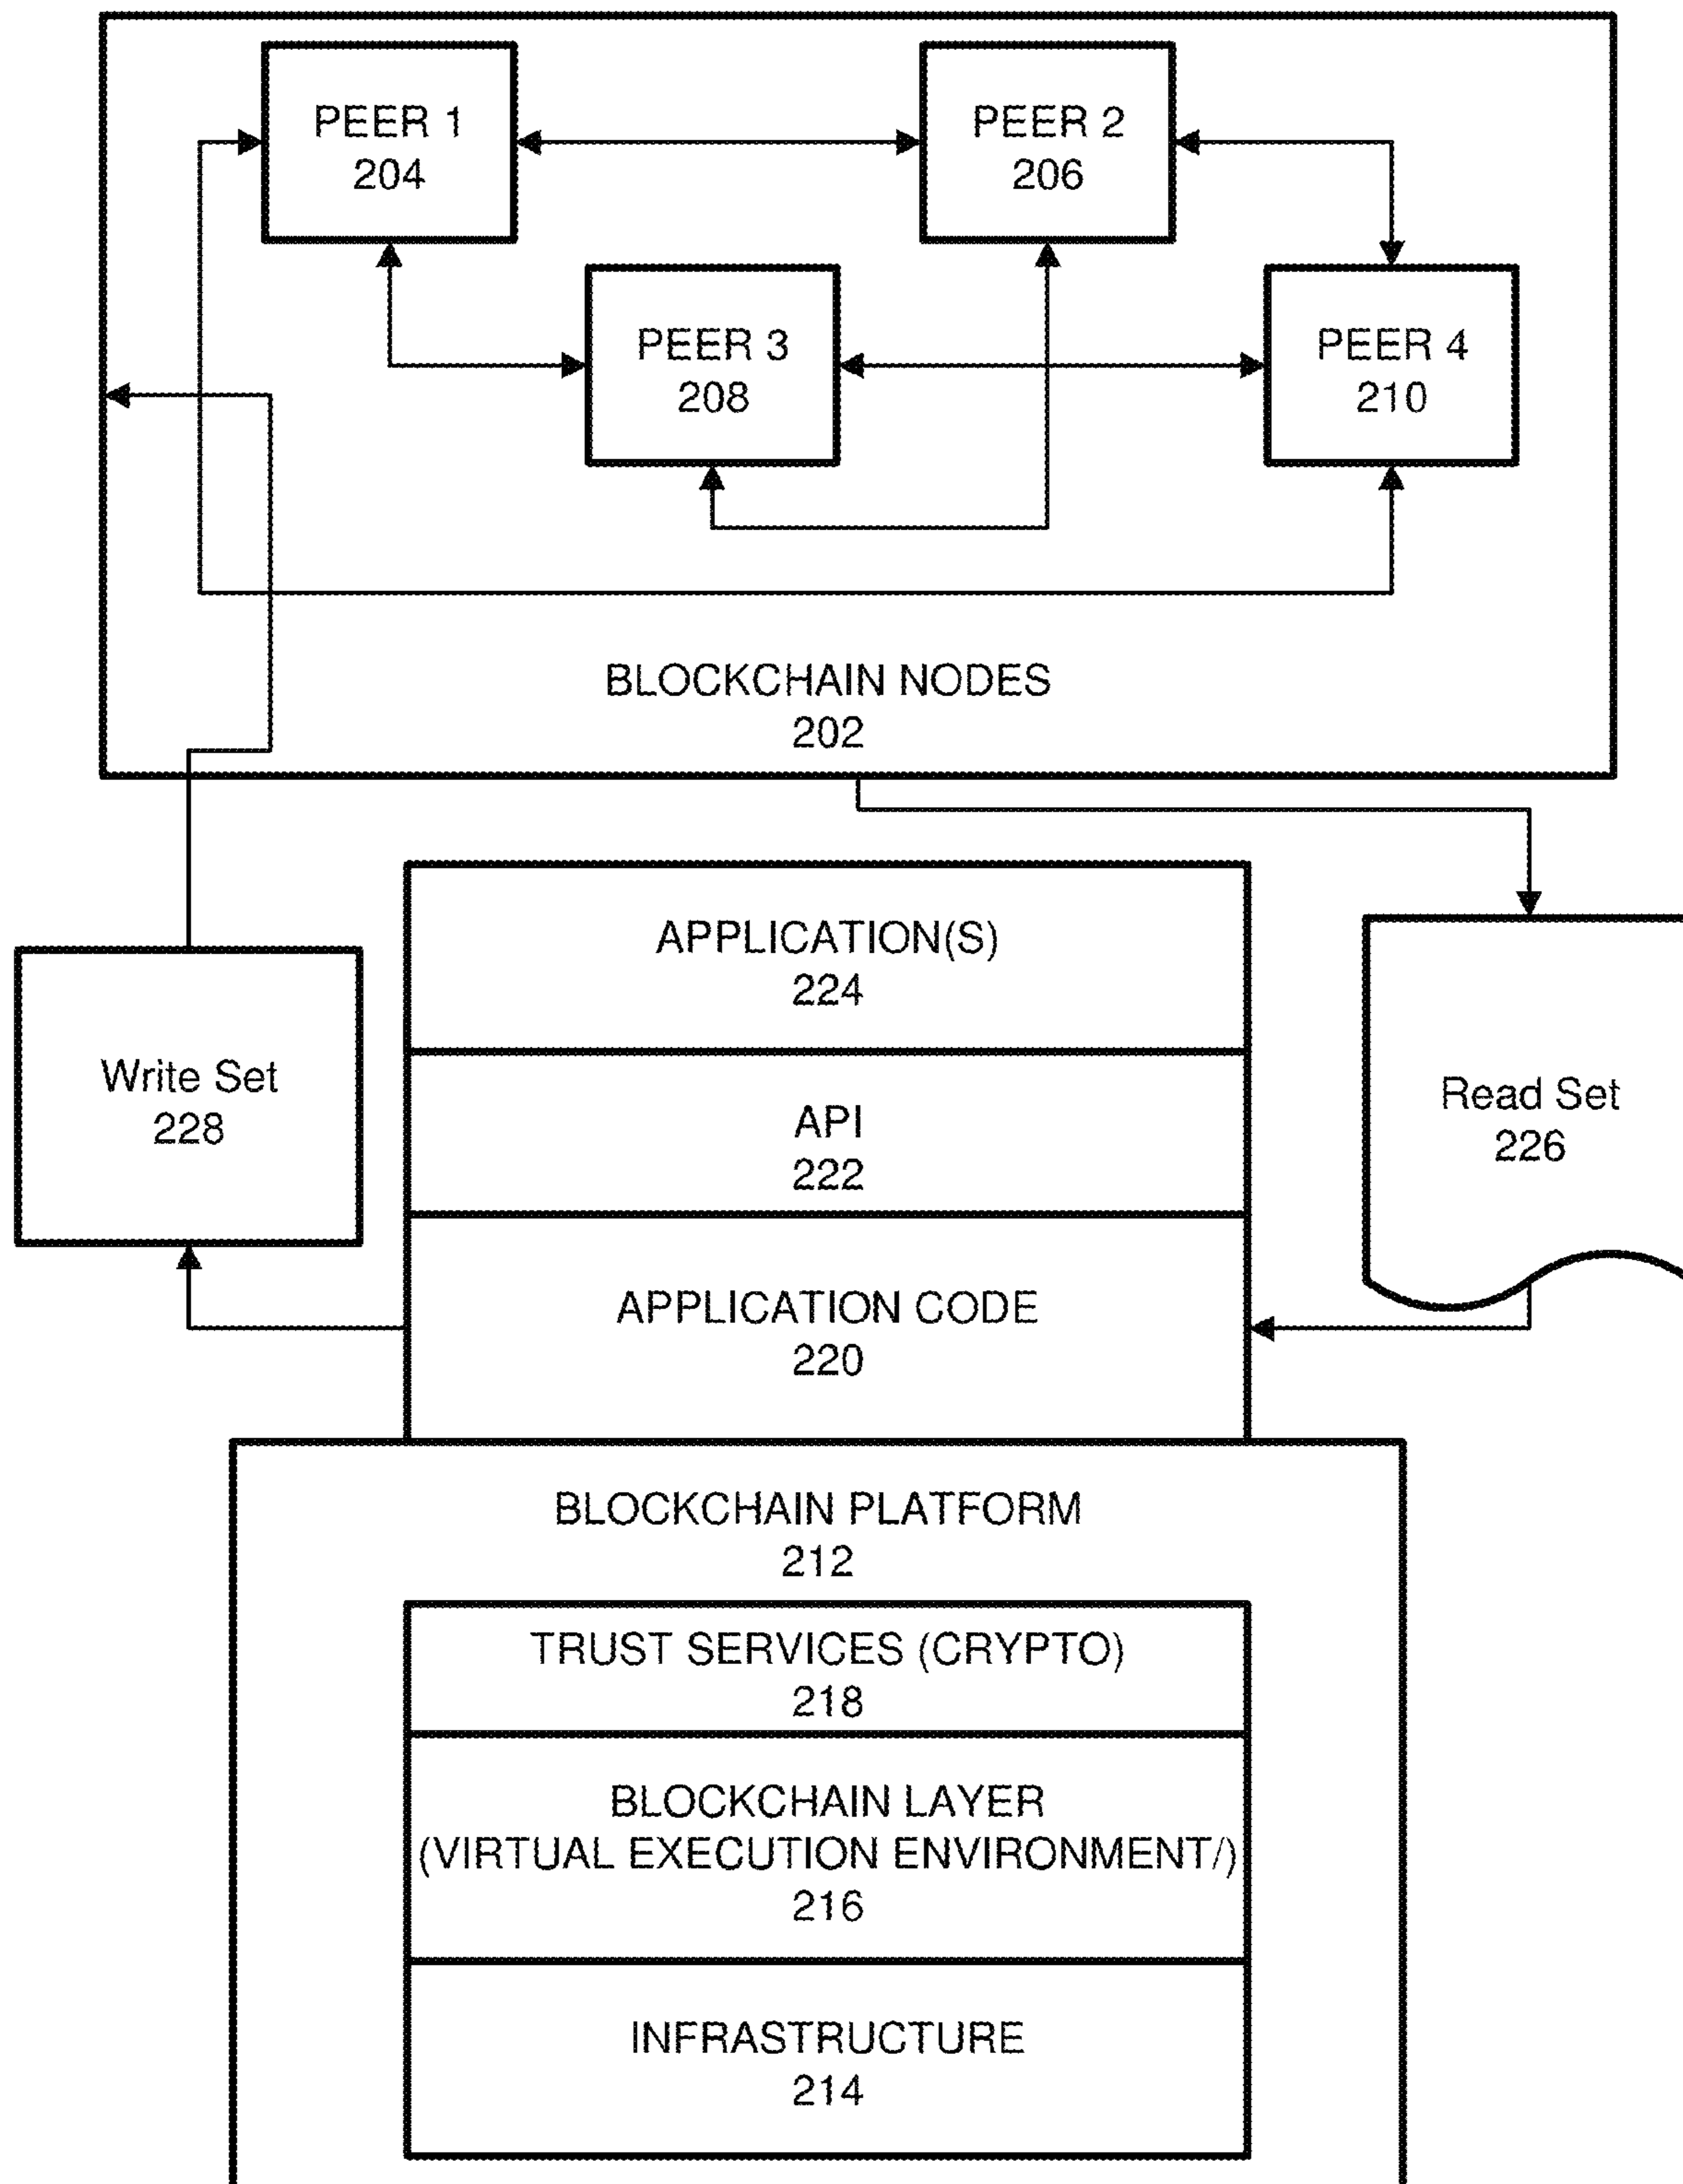 PEER 1
204
PEER 2
206
PEER 3
208
PEER 4
210
BLOCKCHAIN NODES
202
APPLICATION(S)
224
Write Set
228
API
222
Read Set
226
APPLICATION CODE
220
BLOCKCHAIN PLATFORM
212
TRUST SERVICES (CRYPTO)
218
BLOCKCHAIN LAYER
(VIRTUAL EXECUTION ENVIRONMENT/)
216
INFRASTRUCTURE
214